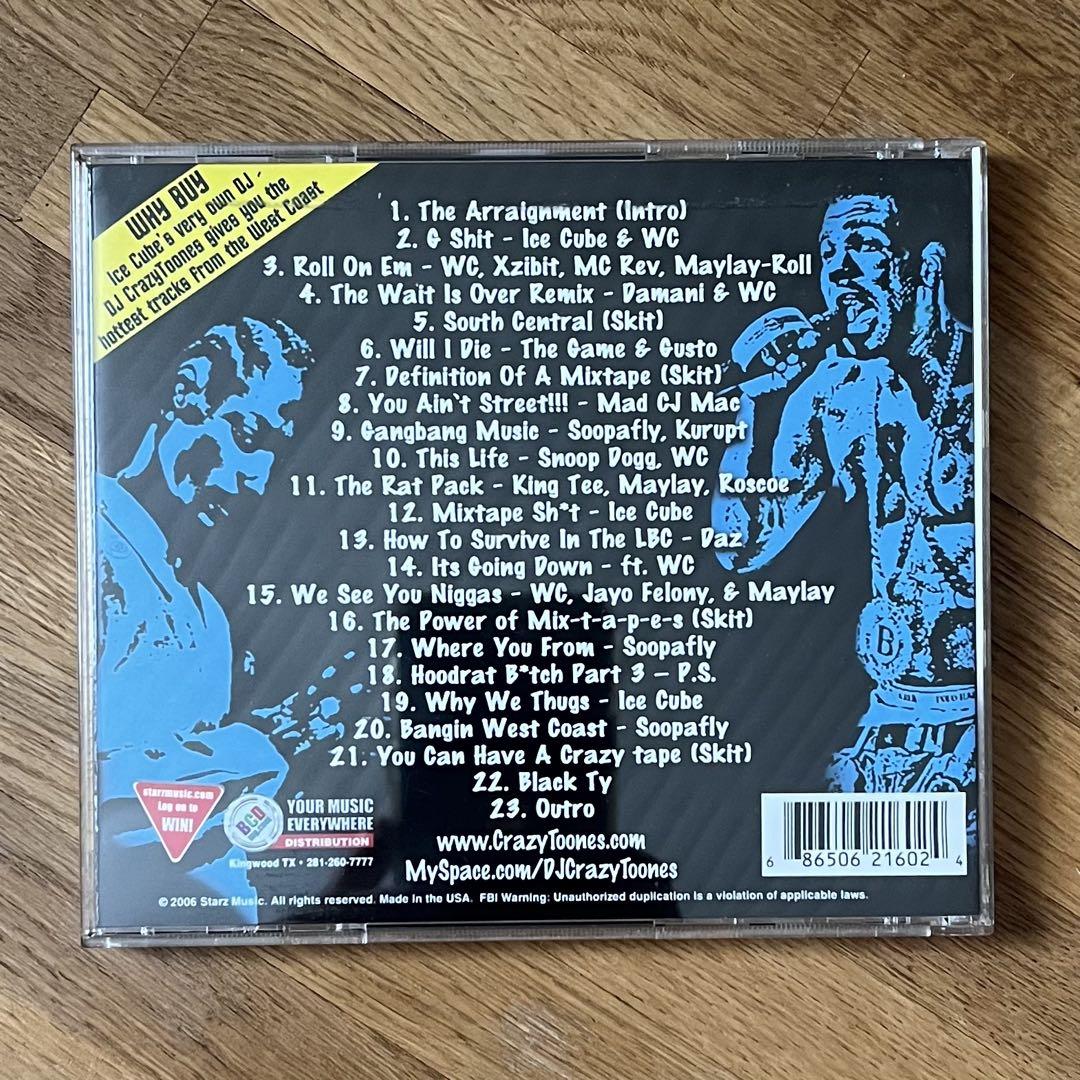 WHY BUY
Ice Cube's very own DJ -
DJ CrazyToones gives you the
hottest tracks from the West Coast
1. The Arraignment (Intro)
2. G Shit - Ice Cube & WC
3. Roll On Em - WC, Xzibit, MC Rev, Maylay-Roll
4. The Wait Is Over Remix - Damani & WC
5. South Central (Skit)
6. Will I Die - The Game & Gusto
7. Definition Of A Mixtape (Skit)
8. You Ain't Street!!! - Mad CJ Mac
9. Gangbang Music - Soopafly, Kurupt
10. This Life - Snoop Dogg, WC
11. The Rat Pack - King Tee, Maylay, Roscoe
12. Mixtape Sh*t - Ice Cube
13. How To Survive In The LBC - Daz
14. Its Going Down - ft. WC
15. We See You Niggas - WC, Jayo Felony, & Maylay
16. The Power of Mix-t-a-p-e-s (Skit)
17. Where You From - Soopafly
18. Hoodrat B*tch Part 3 – P.S.
19. Why We Thugs - Ice Cube
20. Bangin West Coast - Soopafly
21. You Can Have A Crazy tape (Skit)
22. Black Ty
23. Outro
www.CrazyToones.com
MySpace.com/DJCrazyToones
starzmusic.com
Log on to
WIN!
BCD
YOUR MUSIC
EVERYWHERE
DISTRIBUTION
Kingwood TX • 281-260-7777
B
6 86506 21602 4
© 2006 Starz Music. All rights reserved. Made in the USA. FBI Warning: Unauthorized duplication is a violation of applicable laws.